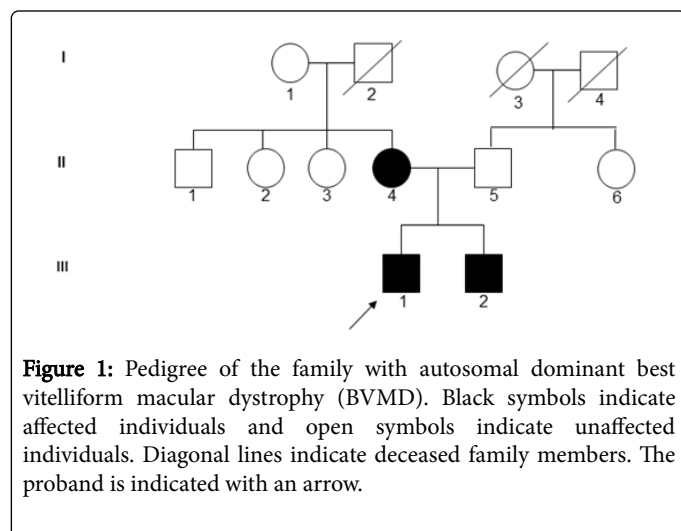 I
1 2 3 4
II
1 2 3 4 5 6
III
1 2
Figure 1: Pedigree of the family with autosomal dominant best
vitelliform macular dystrophy (BVMD). Black symbols indicate
affected individuals and open symbols indicate unaffected
individuals. Diagonal lines indicate deceased family members. The
proband is indicated with an arrow.